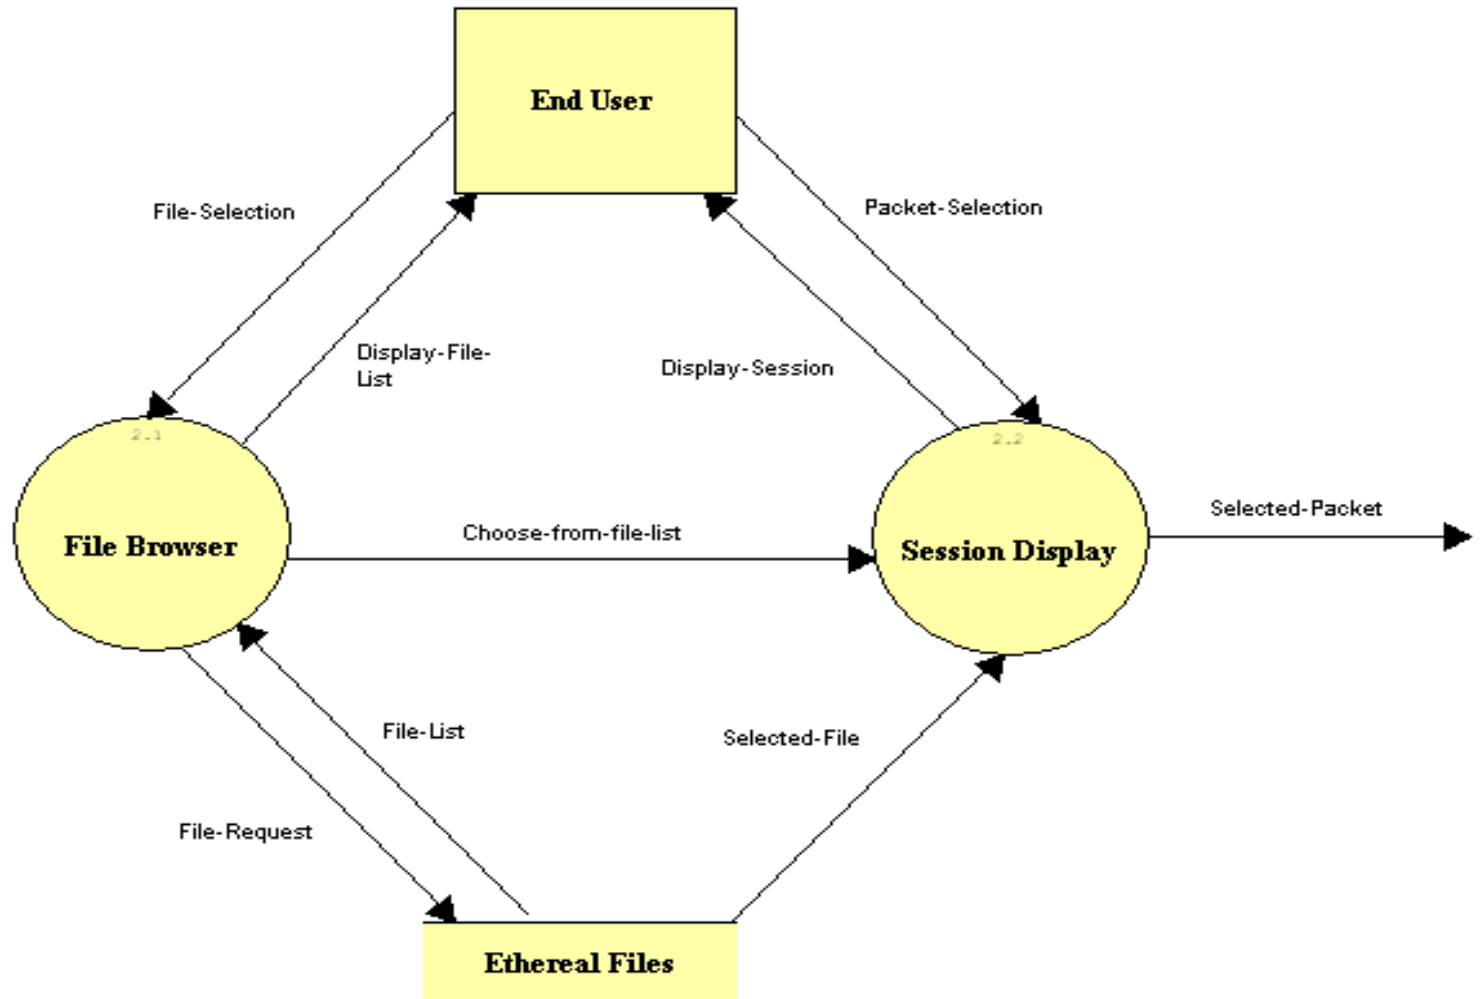 End User
File-Selection
Packet-Selection
Display-File-
List
Display-Session
2.1
2.2
File Browser
Choose-from-file-list
Session Display
Selected-Packet
File-List
Selected-File
File-Request
Ethereal Files